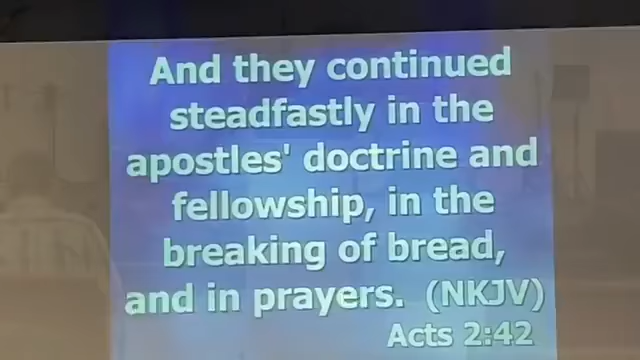 And they continued
steadfastly in the
apostles' doctrine and
fellowship, in the
breaking of bread,
and in prayers. (NKJV)
Acts 2:42